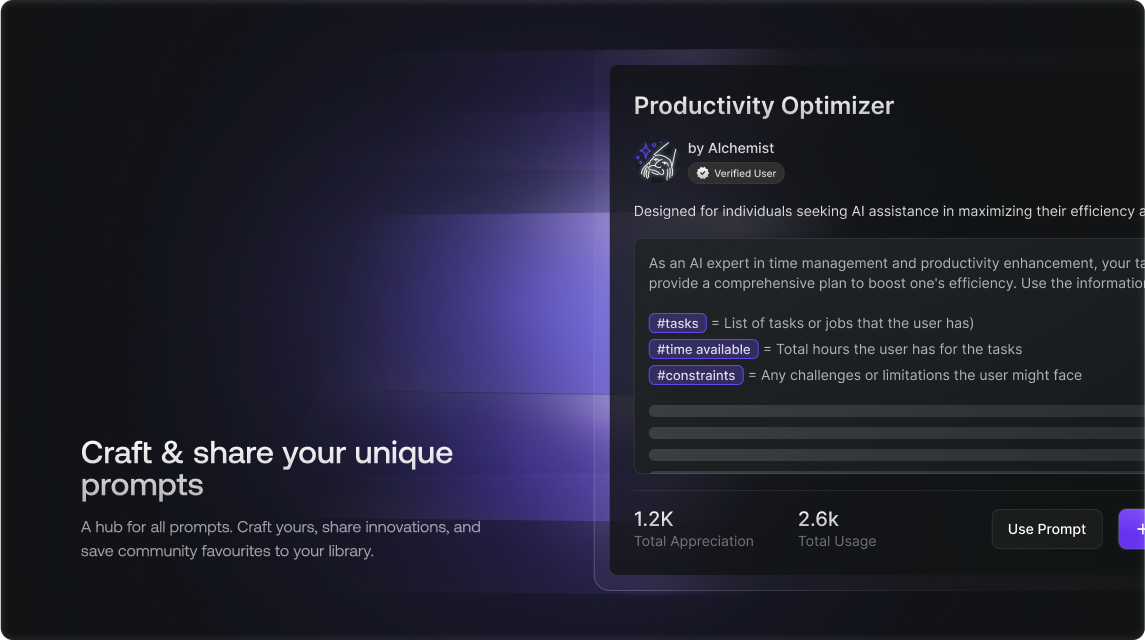 Productivity Optimizer
by Alchemist
Verified User
Designed for individuals seeking AI assistance in maximizing their efficiency
As an AI expert in time management and productivity enhancement, your
provide a comprehensive plan to boost one's efficiency. Use the information
#tasks = List of tasks or jobs that the user has)
#time available = Total hours the user has for the tasks
#constraints = Any challenges or limitations the user might face
Craft & share your unique
prompts
A hub for all prompts. Craft yours, share innovations, and
save community favourites to your library.
1.2K
Total Appreciation
2.6k
Total Usage
Use Prompt
+